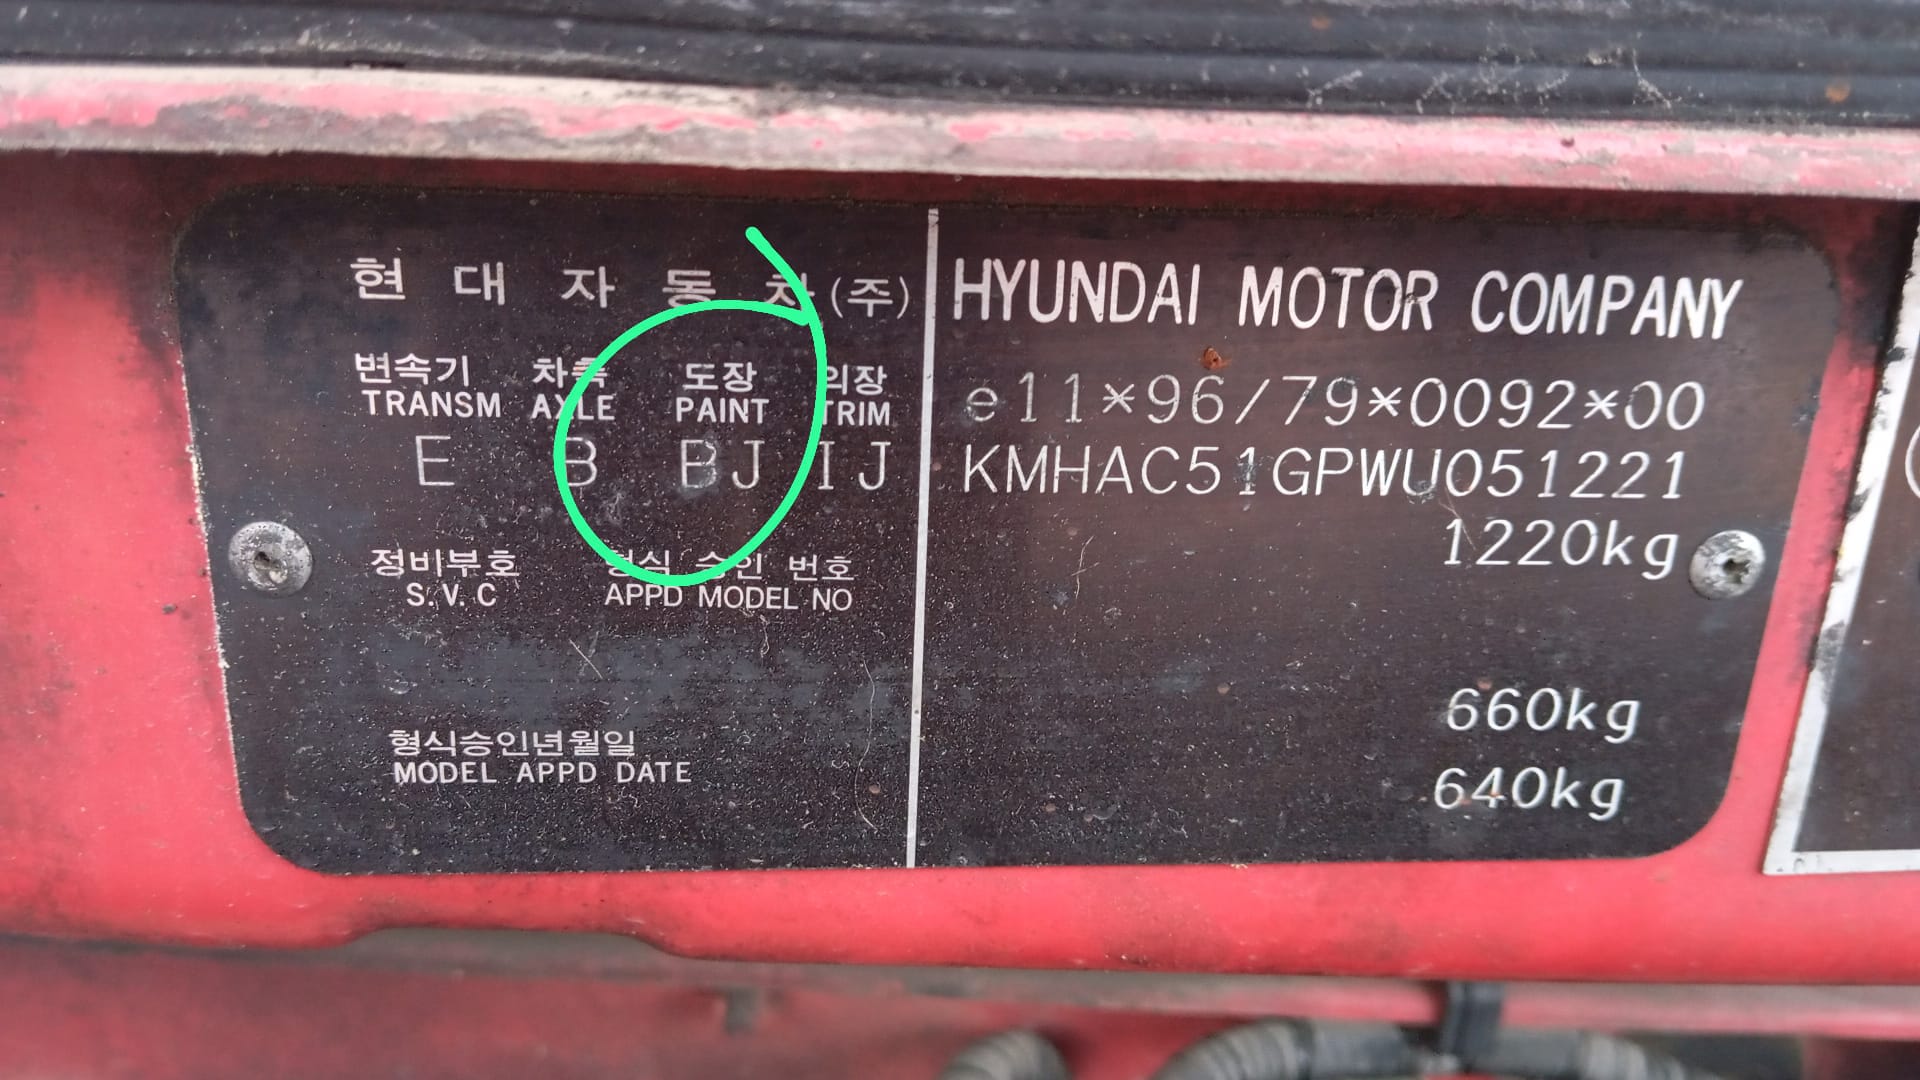 현대자동차(주)
HYUNDAI MOTOR COMPANY
변속기 차축 도장 외장
TRANSM AXLE PAINT TRIM
E B BJ IJ
e11*96/79*0092*00
KMHAC51GPWU051221
1220kg
정비부호 형식 승인 번호
S.V.C APPD MODEL NO
660kg
형식승인년월일
MODEL APPD DATE
640kg